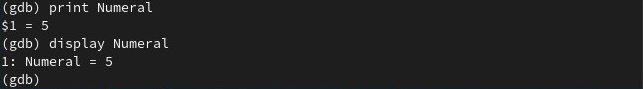 (gdb) print Numeral
$1 = 5
(gdb) display Numeral
1: Numeral = 5
(gdb)